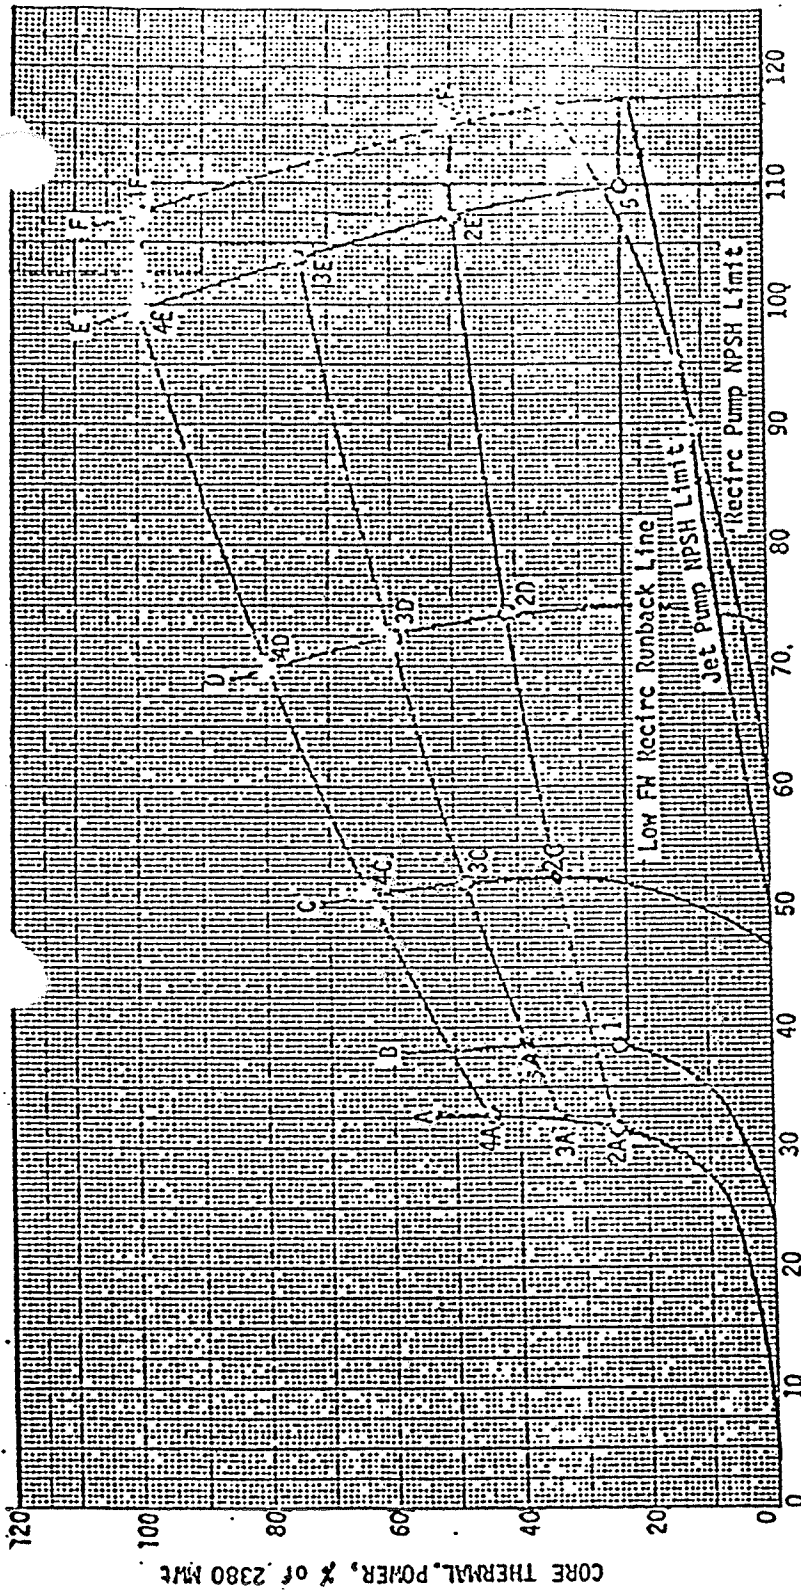 CORE THERMAL POWER, % of 2380 MWt
120
100
80
60
40
20
0
0
10
20
30
40
50
60
70.
80
90
100
110
120
A
B
C
D
E
F
4A
3A
2A
1
4C
3C
2C
4D
3D
2D
4E
3E
2E
1F
5
Low FW Recirc Runback Line
Jet Pump NPSH Limit
Recirc Pump NPSH Limit